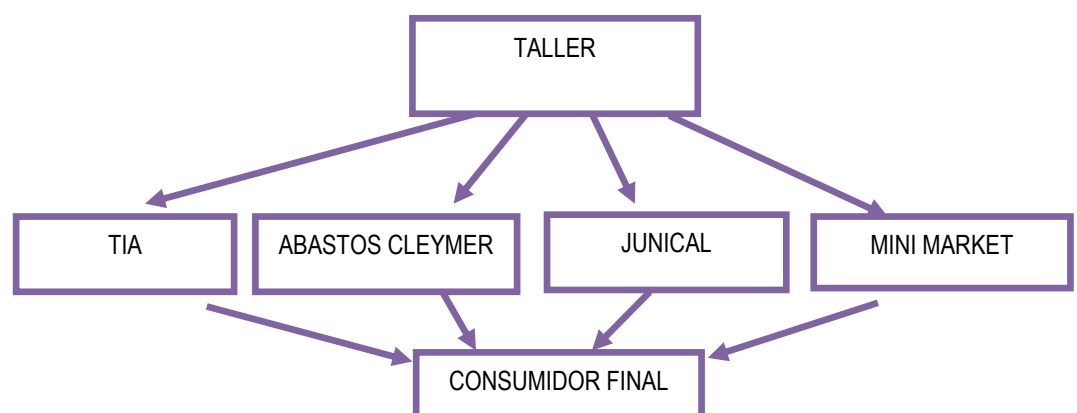 TALLER
TIA
ABASTOS CLEYMER
JUNICAL
MINI MARKET
CONSUMIDOR FINAL